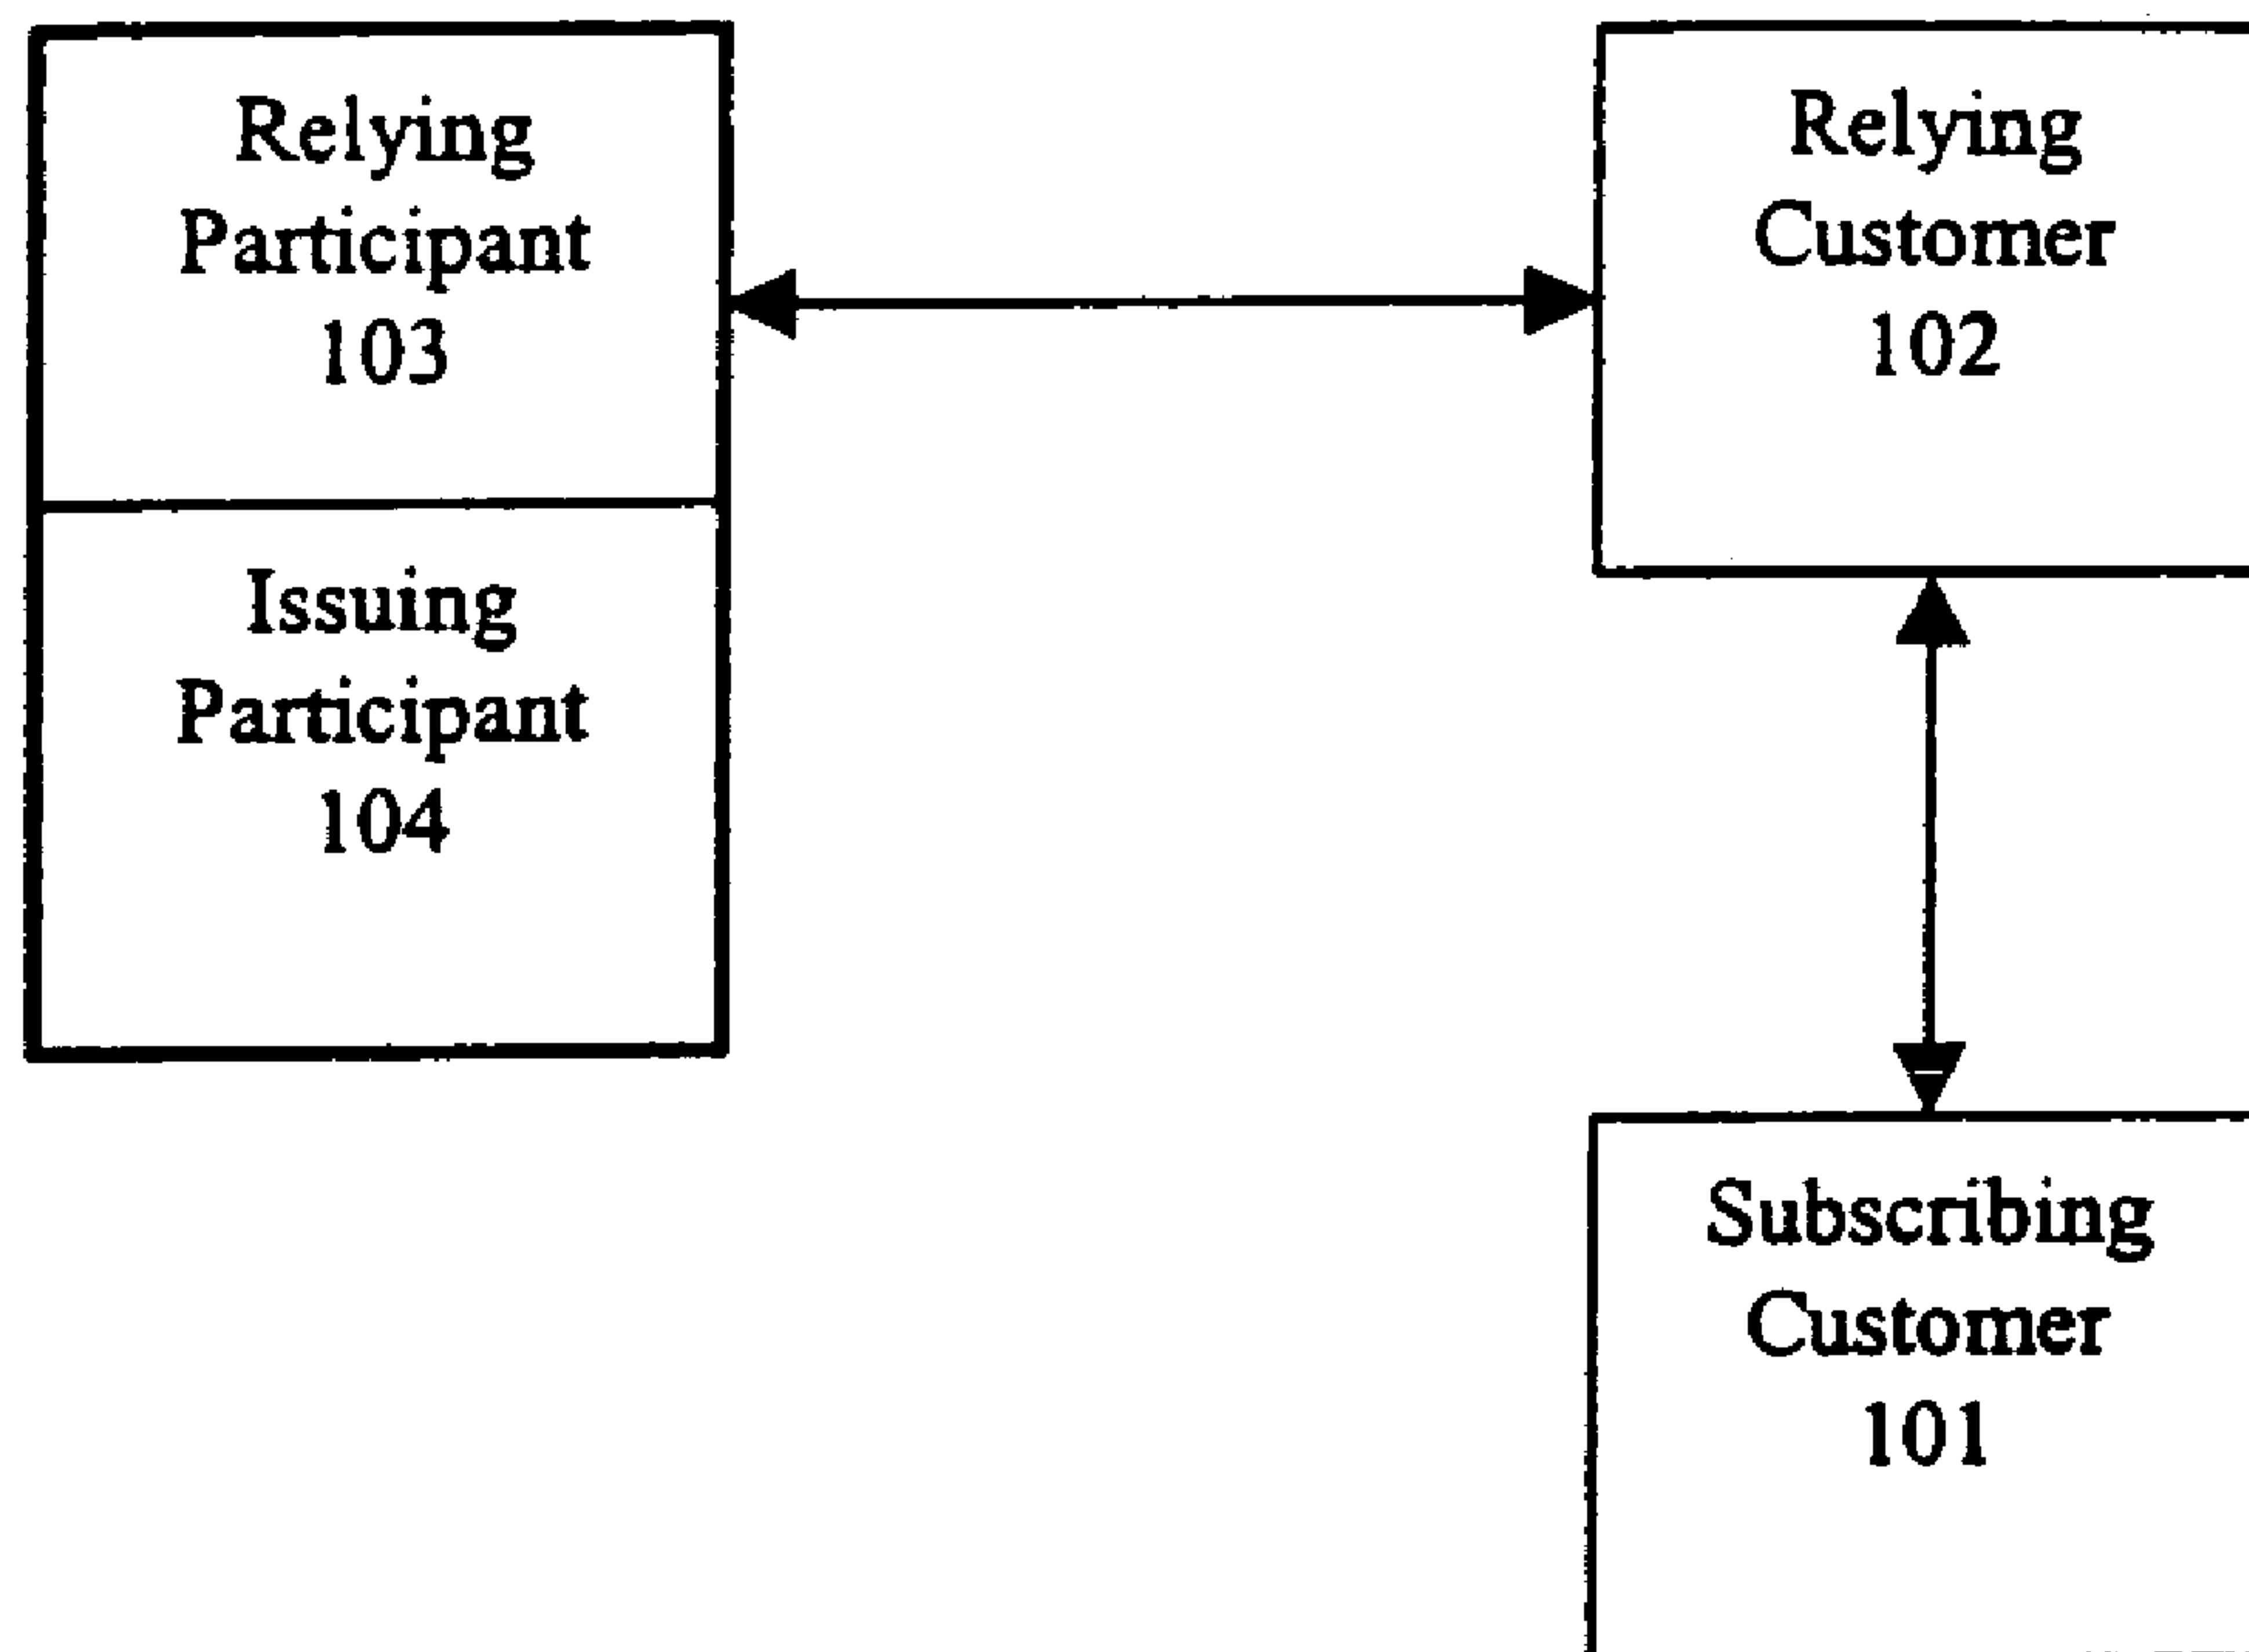 Relying
Participant
103
Relying
Customer
102
Issuing
Participant
104
Subscribing
Customer
101